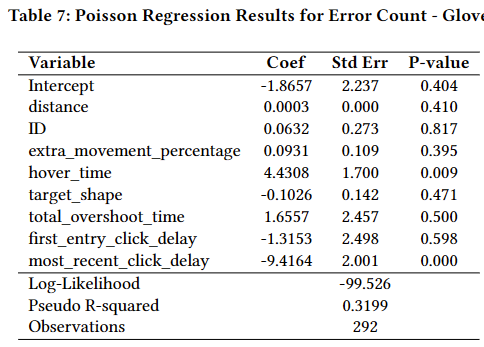 Table 7: Poisson Regression Results for Error Count - Glove
Variable Coef Std Err P-value
Intercept -1.8657 2.237 0.404
distance 0.0003 0.000 0.410
ID 0.0632 0.273 0.817
extra_movement_percentage 0.0931 0.109 0.395
hover_time 4.4308 1.700 0.009
target_shape -0.1026 0.142 0.471
total_overshoot_time 1.6557 2.457 0.500
first_entry_click_delay -1.3153 2.498 0.598
most_recent_click_delay -9.4164 2.001 0.000
Log-Likelihood -99.526
Pseudo R-squared 0.3199
Observations 292